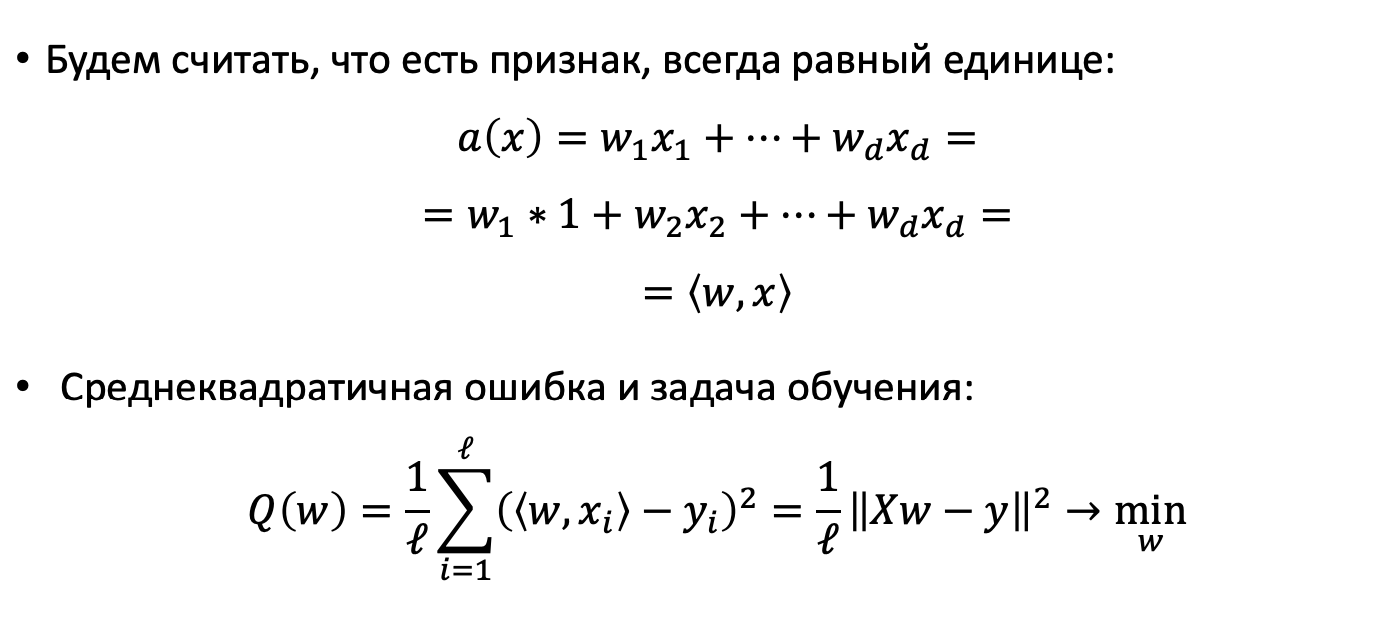 • Будем считать, что есть признак, всегда равный единице:
a(x) = w₁x₁ + ⋯ + w_d x_d =
= w₁ * 1 + w₂x₂ + ⋯ + w_d x_d =
= ⟨w, x⟩
• Среднеквадратичная ошибка и задача обучения:
Q(w) = 1/ℓ ∑_{i=1}^{ℓ} (⟨w, x_i⟩ − y_i)² = 1/ℓ ‖Xw − y‖² → min_w